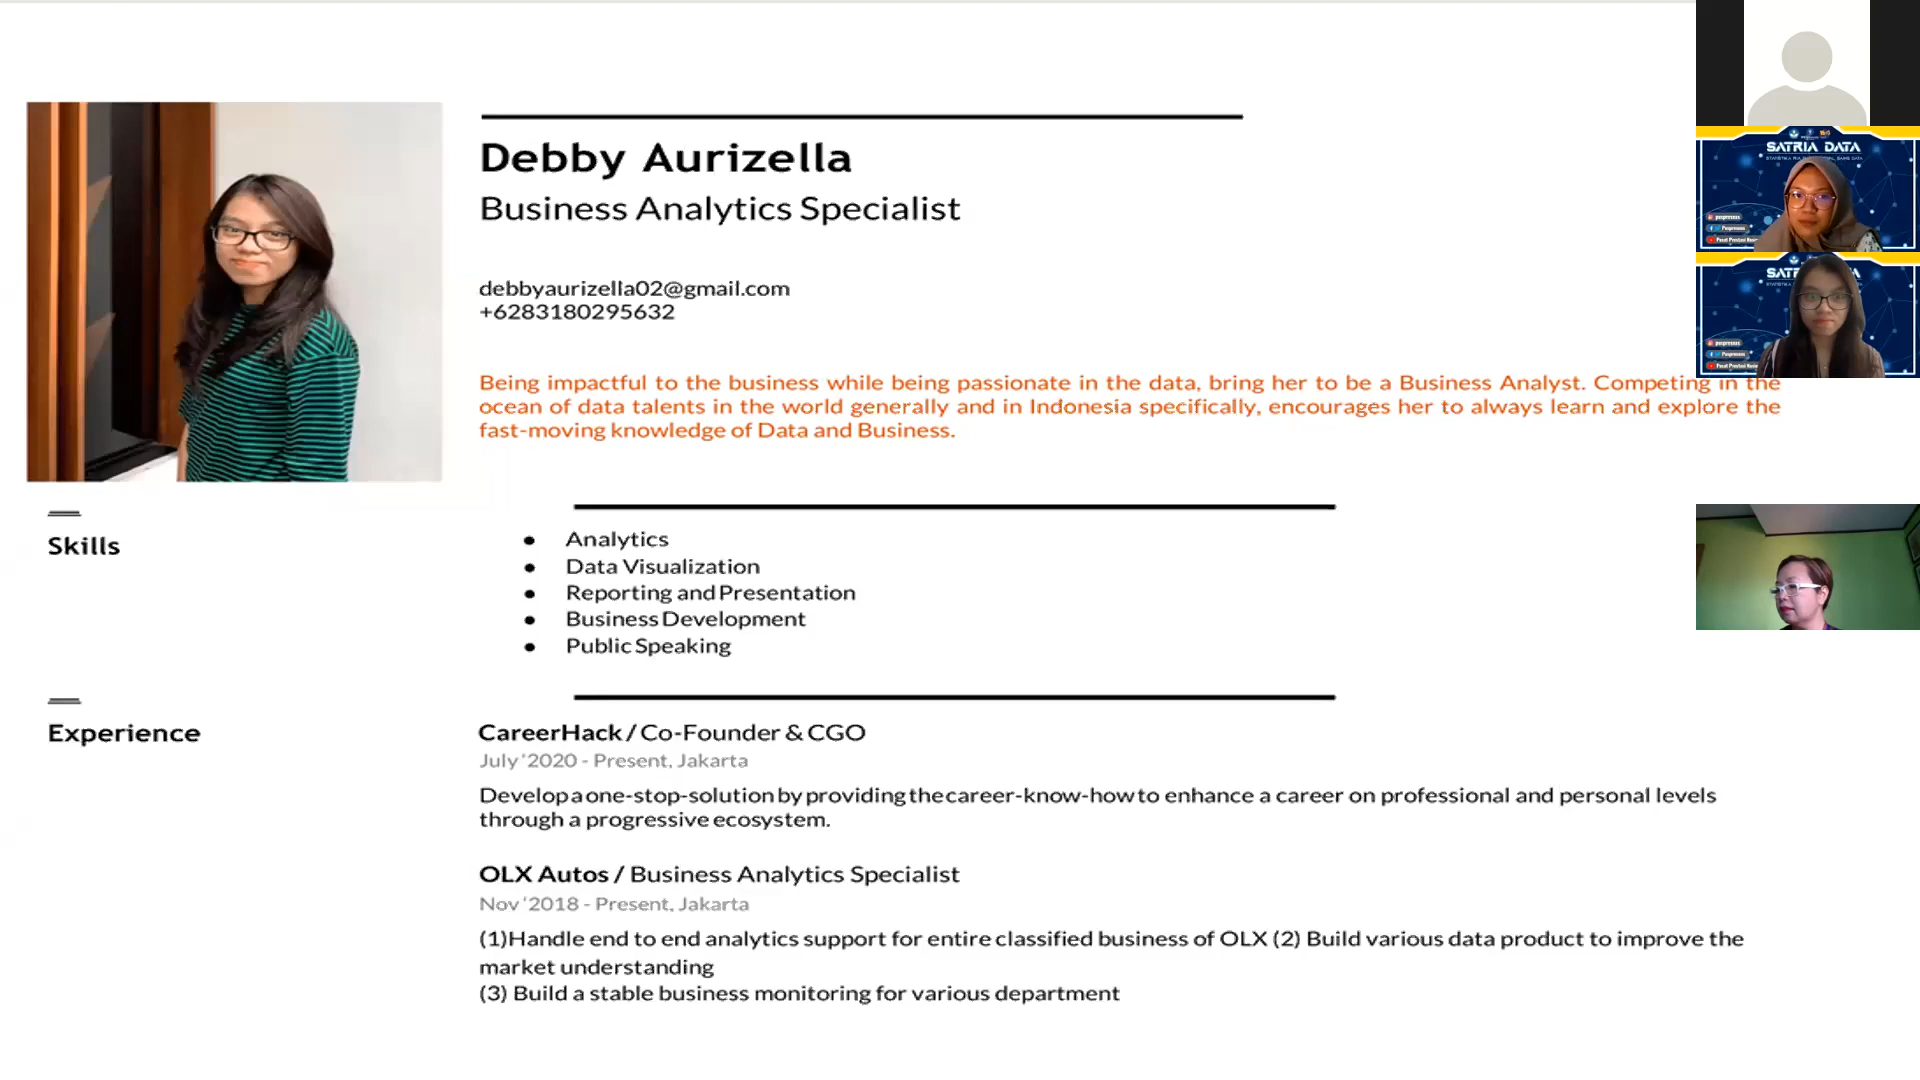 Debby Aurizella
Business Analytics Specialist
debbyaurizella02@gmail.com
+6283180295632
Being impactful to the business while being passionate in the data, bring her to be a Business Analyst. Competing in the
ocean of data talents in the world generally and in Indonesia specifically, encourages her to always learn and explore the
fast-moving knowledge of Data and Business.
Skills
● Analytics
● Data Visualization
● Reporting and Presentation
● Business Development
● Public Speaking
Experience
CareerHack / Co-Founder & CGO
July '2020 - Present, Jakarta
Develop a one-stop-solution by providing the career-know-how to enhance a career on professional and personal levels
through a progressive ecosystem.
OLX Autos / Business Analytics Specialist
Nov '2018 - Present, Jakarta
(1)Handle end to end analytics support for entire classified business of OLX (2) Build various data product to improve the
market understanding
(3) Build a stable business monitoring for various department
SATRIA DATA
puspresnas
Puspresnas
puspresnas
Puspresnas